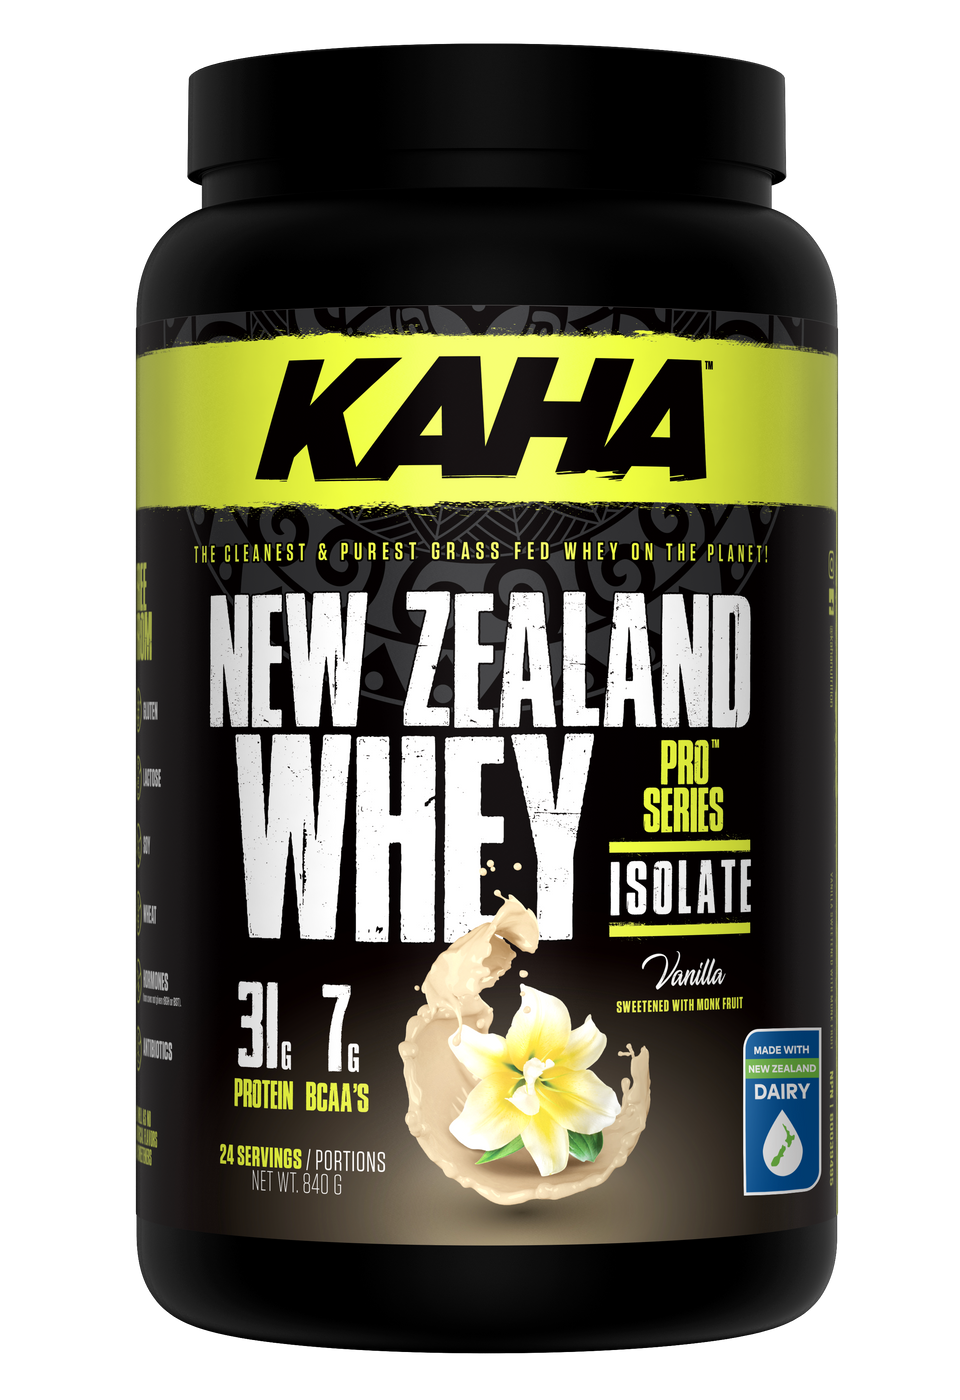 KAHA™
THE CLEANEST & PUREST GRASS FED WHEY ON THE PLANET!
NEW ZEALAND
WHEY
PRO™
SERIES
ISOLATE
Vanilla
SWEETENED WITH MONK FRUIT
31G
PROTEIN
7G
BCAA'S
24 SERVINGS / PORTIONS
NET WT. 840 G
MADE WITH
NEW ZEALAND
DAIRY
GLUTEN
LACTOSE
SOY
WHEAT
HORMONES
ANTIBIOTICS